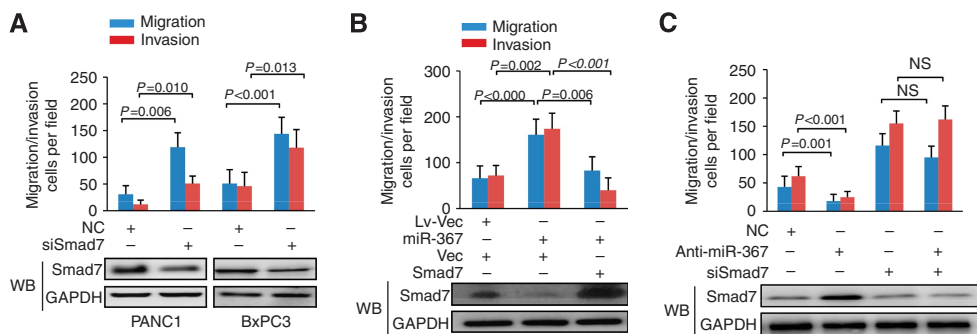 A
Migration
Invasion
Migration/invasion
cells per field
250
200
150
100
50
0
P=0.006
P=0.010
P<0.001
P=0.013
NC + − + −
siSmad7 − + − +
WB
Smad7
GAPDH
PANC1 BxPC3
B
Migration
Invasion
Migration/invasion
cells per field
300
200
100
0
P=0.002
P<0.001
P<0.000
P=0.006
Lv-Vec + − −
miR-367 − + +
Vec + + −
Smad7 − − +
WB
Smad7
GAPDH
C
Migration/invasion
cells per field
250
200
150
100
50
0
NS
NS
P<0.001
P=0.001
NC + − − −
Anti-miR-367 − + − +
siSmad7 − − + +
WB
Smad7
GAPDH